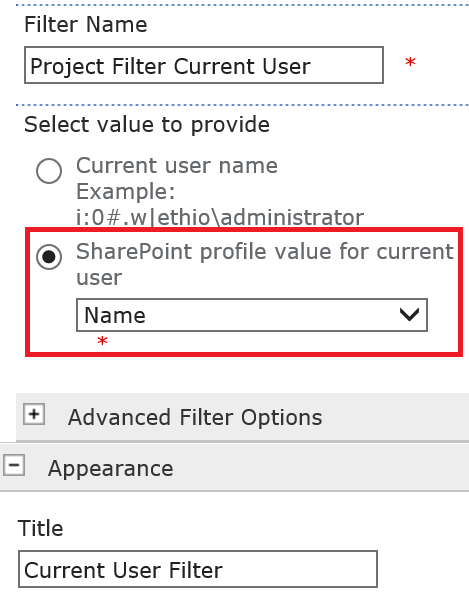 Filter Name
Project Filter Current User *
Select value to provide
Current user name
Example:
i:0#.w|ethio\administrator
SharePoint profile value for current
user
Name
*
Advanced Filter Options
Appearance
Title
Current User Filter